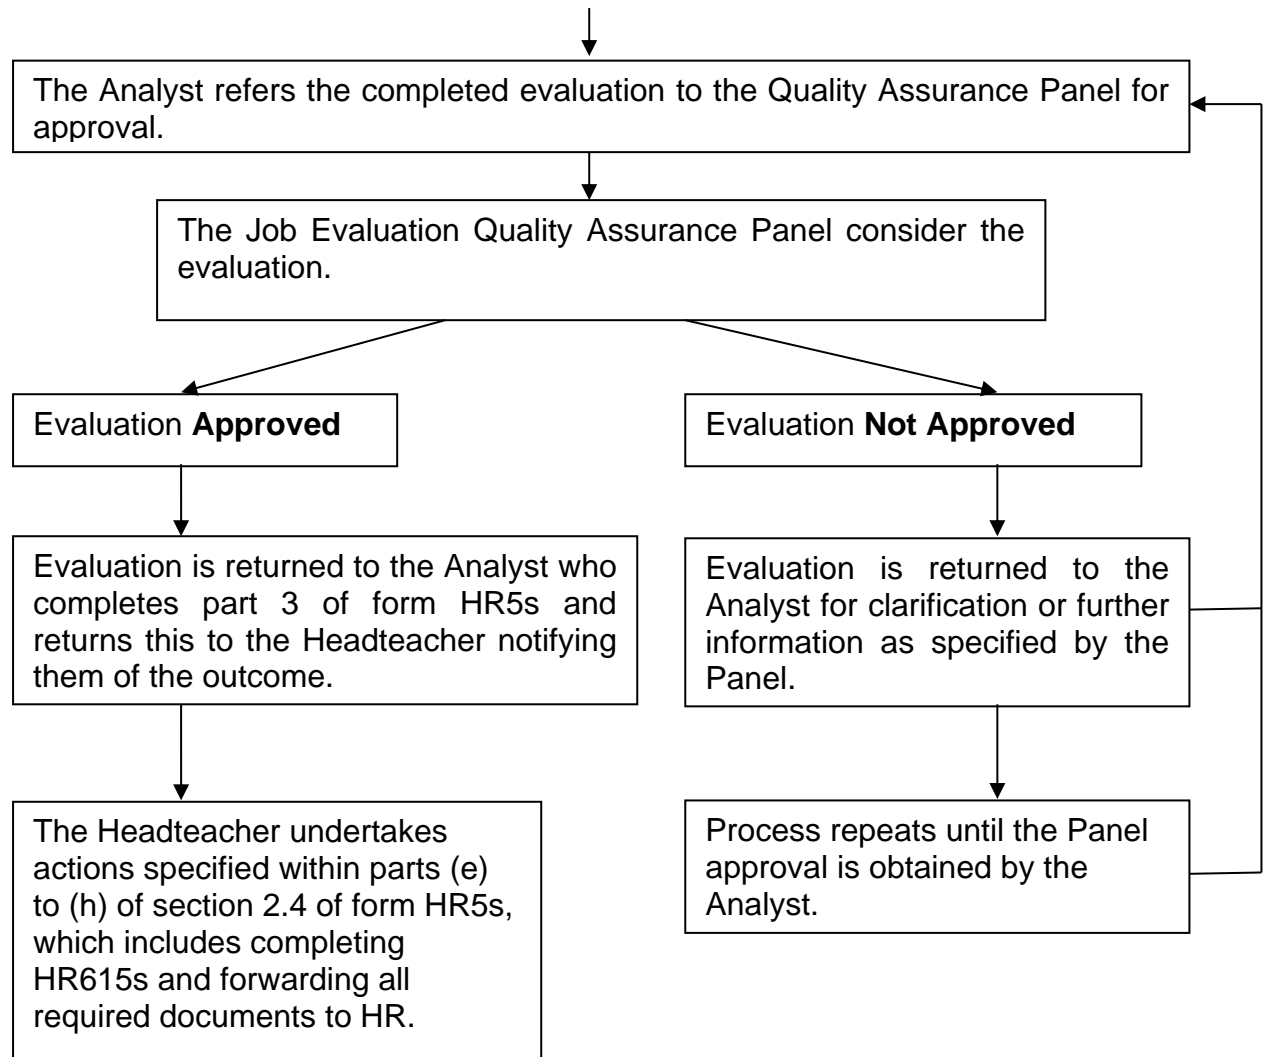 The Analyst refers the completed evaluation to the Quality Assurance Panel for
approval.
The Job Evaluation Quality Assurance Panel consider the
evaluation.
Evaluation Approved
Evaluation Not Approved
Evaluation is returned to the Analyst who
completes part 3 of form HR5s and
returns this to the Headteacher notifying
them of the outcome.
Evaluation is returned to the
Analyst for clarification or further
information as specified by the
Panel.
The Headteacher undertakes
actions specified within parts (e)
to (h) of section 2.4 of form HR5s,
which includes completing
HR615s and forwarding all
required documents to HR.
Process repeats until the Panel
approval is obtained by the
Analyst.